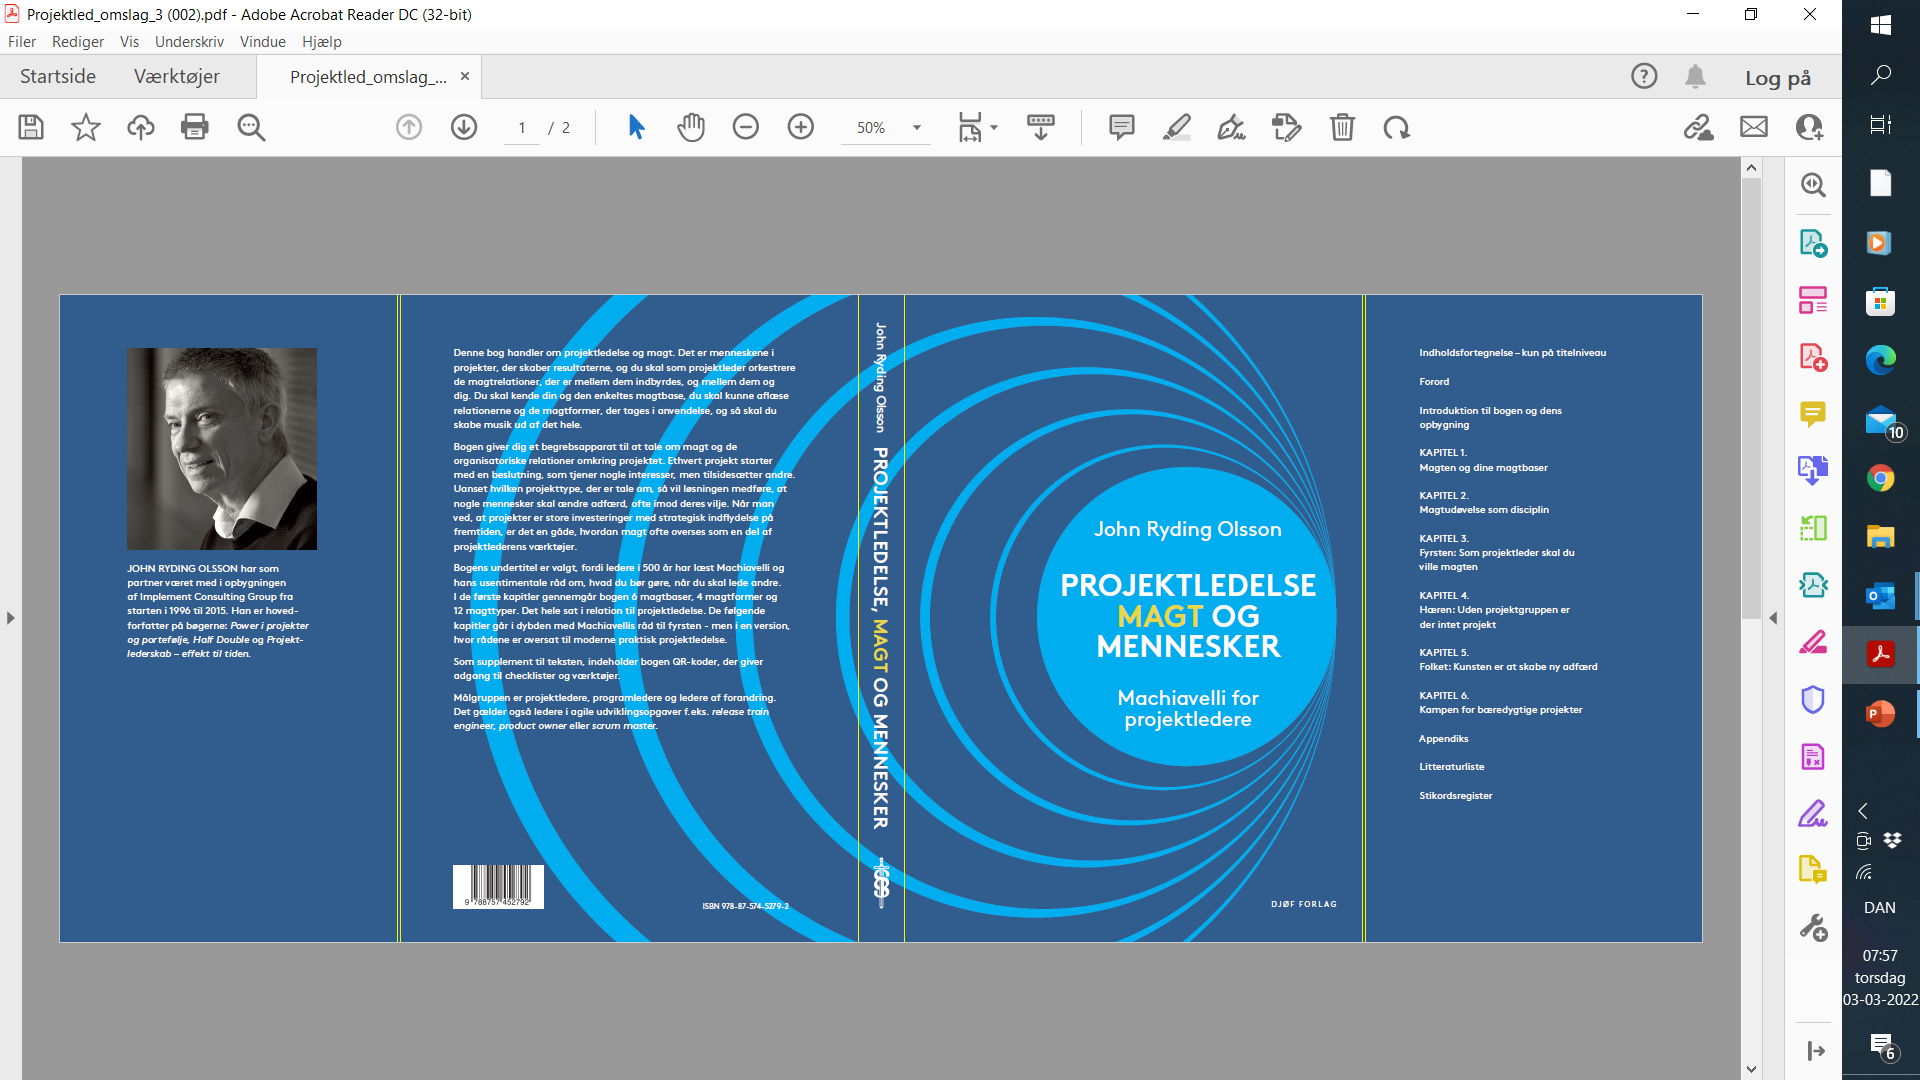 Projektled_omslag_3 (002).pdf - Adobe Acrobat Reader DC (32-bit)
Filer Rediger Vis Underskriv Vindue Hjælp
Startside Værktøjer Projektled_omslag_... × Log på
1 / 2 50%
JOHN RYDING OLSSON har som
partner været med i opbygningen
af Implement Consulting Group fra
starten i 1996 til 2015. Han er hoved-
forfatter på bøgerne: Power i projekter
og portefølje, Half Double og Projekt-
lederskab – effekt til tiden.
Denne bog handler om projektledelse og magt. Det er menneskene i
projekter, der skaber resultaterne, og du skal som projektleder orkestrere
de magtrelationer, der er mellem dem indbyrdes, og mellem dem og
dig. Du skal kende din og den enkeltes magtbase, du skal kunne aflæse
relationerne og de magtformer, der tages i anvendelse, og så skal du
skabe musik ud af det hele.
Bogen giver dig et begrebsapparat til at tale om magt og de
organisatoriske relationer omkring projektet. Ethvert projekt starter
med en beslutning, som tjener nogle interesser, men tilsidesætter andre.
Uanset hvilken projekttype, der er tale om, så vil løsningen medføre, at
nogle mennesker skal ændre adfærd, ofte imod deres vilje. Når man
ved, at projekter er store investeringer med strategisk indflydelse på
fremtiden, er det en gåde, hvordan magt ofte overses som en del af
projektlederens værktøjer.
Bogens undertitel er valgt, fordi ledere i 500 år har læst Machiavelli og
hans usentimentale råd om, hvad du bør gøre, når du skal lede andre.
I de første kapitler gennemgår bogen 6 magtbaser, 4 magtformer og
12 magttyper. Det hele sat i relation til projektledelse. De følgende
kapitler går i dybden med Machiavellis råd til fyrsten – men i en version,
hvor rådene er oversat til moderne praktisk projektledelse.
Som supplement til teksten, indeholder bogen QR-koder, der giver
adgang til checklister og værktøjer.
Målgruppen er projektledere, programledere og ledere af forandring.
Det gælder også ledere i agile udviklingsopgaver f.eks. release train
engineer, product owner eller scrum master.
9 788757 452792
ISBN 978-87-574-5279-2
John Ryding Olsson PROJEKTLEDELSE, MAGT OG MENNESKER
John Ryding Olsson
PROJEKTLEDELSE
MAGT OG
MENNESKER
Machiavelli for
projektledere
DJØF FORLAG
Indholdsfortegnelse – kun på titelniveau
Forord
Introduktion til bogen og dens
opbygning
KAPITEL 1.
Magten og dine magtbaser
KAPITEL 2.
Magtudøvelse som disciplin
KAPITEL 3.
Fyrsten: Som projektleder skal du
ville magten
KAPITEL 4.
Hæren: Uden projektgruppen er
der intet projekt
KAPITEL 5.
Folket: Kunsten er at skabe ny adfærd
KAPITEL 6.
Kampen for bæredygtige projekter
Appendiks
Litteraturliste
Stikordsregister
10
DAN
07:57
torsdag
03-03-2022
6